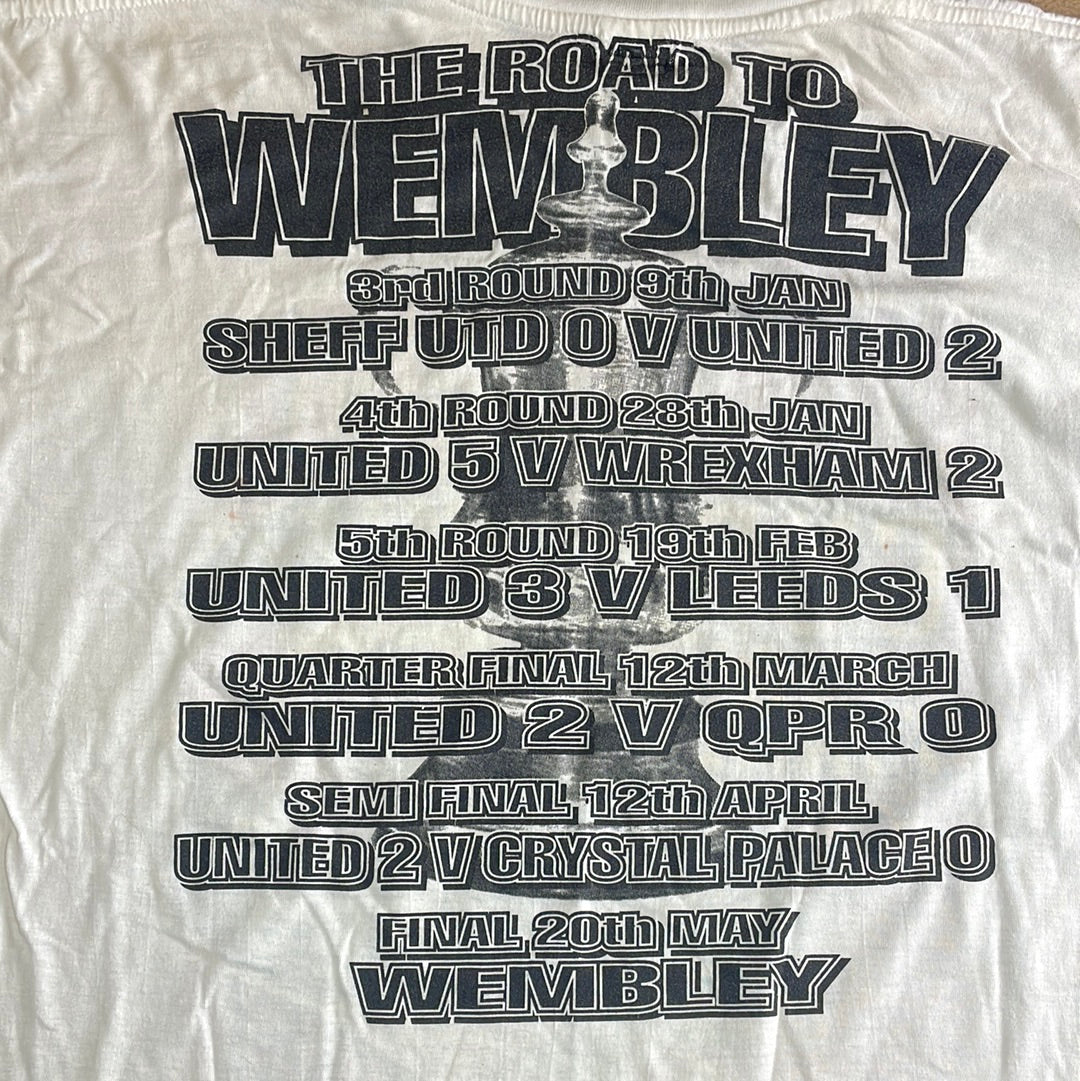 THE ROAD TO
WEMBLEY
3rd ROUND 9th JAN
SHEFF UTD 0 V UNITED 2
4th ROUND 28th JAN
UNITED 5 V WREXHAM 2
5th ROUND 19th FEB
UNITED 3 V LEEDS 1
QUARTER FINAL 12th MARCH
UNITED 2 V QPR 0
SEMI FINAL 12th APRIL
UNITED 2 V CRYSTAL PALACE 0
FINAL 20th MAY
WEMBLEY